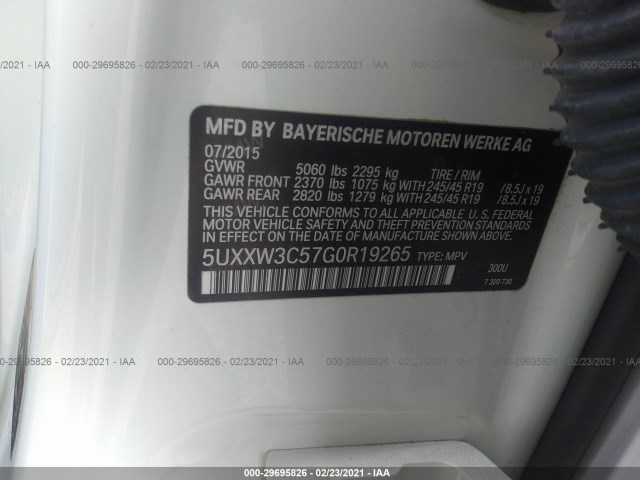 2021 - IAA 000-29695826 - 02/23/2021 - IAA 000-29695826 - 02/23/2021 - IAA 000-29695826 - 02/23/
MFD BY BAYERISCHE MOTOREN WERKE AG
07/2015
GVWR 5060 lbs 2295 kg TIRE / RIM
GAWR FRONT 2370 lbs 1075 kg WITH 245/45 R19 / 8.5J x 19
GAWR REAR 2820 lbs 1279 kg WITH 245/45 R19 / 8.5J x 19
THIS VEHICLE CONFORMS TO ALL APPLICABLE U. S. FEDERAL
MOTOR VEHICLE SAFETY, BUMPER, AND THEFT PREVENTION
STANDARDS IN EFFECT ON THE DATE OF MANUFACTURE SHOWN ABOVE.
5UXXW3C57G0R19265 TYPE: MPV
300U
7 320 730
/2021 - IAA 000-29695826 - 02/23/2021 - IAA 000-29695826 - 02/23/2021 - IAA 000-29695826 - 02/23/
000-29695826 - 02/23/2021 - IAA